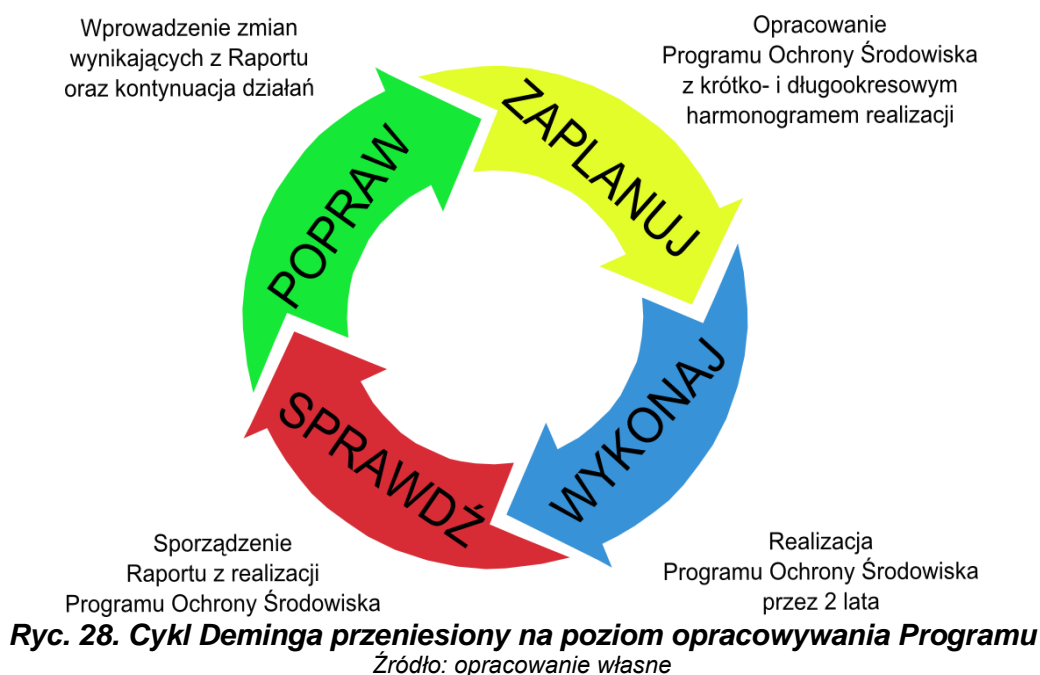 Wprowadzenie zmian
wynikających z Raportu
oraz kontynuacja działań
Opracowanie
Programu Ochrony Środowiska
z krótko- i długookresowym
harmonogramem realizacji
ZAPLANUJ
POPRAW
WYKONAJ
SPRAWDŹ
Sporządzenie
Raportu z realizacji
Programu Ochrony Środowiska
Realizacja
Programu Ochrony Środowiska
przez 2 lata
Ryc. 28. Cykl Deminga przeniesiony na poziom opracowywania Programu
Źródło: opracowanie własne